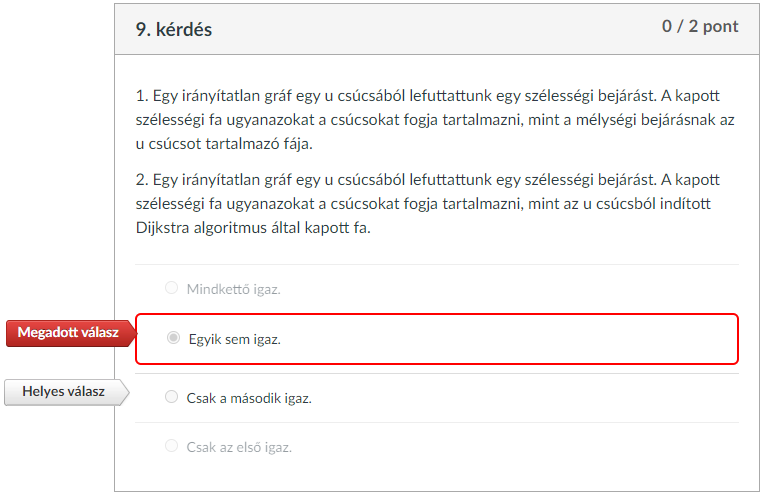 9. kérdés
0 / 2 pont
1. Egy irányítatlan gráf egy u csúcsából lefuttattunk egy szélességi bejárást. A kapott
szélességi fa ugyanazokat a csúcsokat fogja tartalmazni, mint a mélységi bejárásnak az
u csúcsot tartalmazó fája.
2. Egy irányítatlan gráf egy u csúcsából lefuttattunk egy szélességi bejárást. A kapott
szélességi fa ugyanazokat a csúcsokat fogja tartalmazni, mint az u csúcsból indított
Dijkstra algoritmus által kapott fa.
Mindkettő igaz.
Megadott válasz
Egyik sem igaz.
Helyes válasz
Csak a második igaz.
Csak az első igaz.